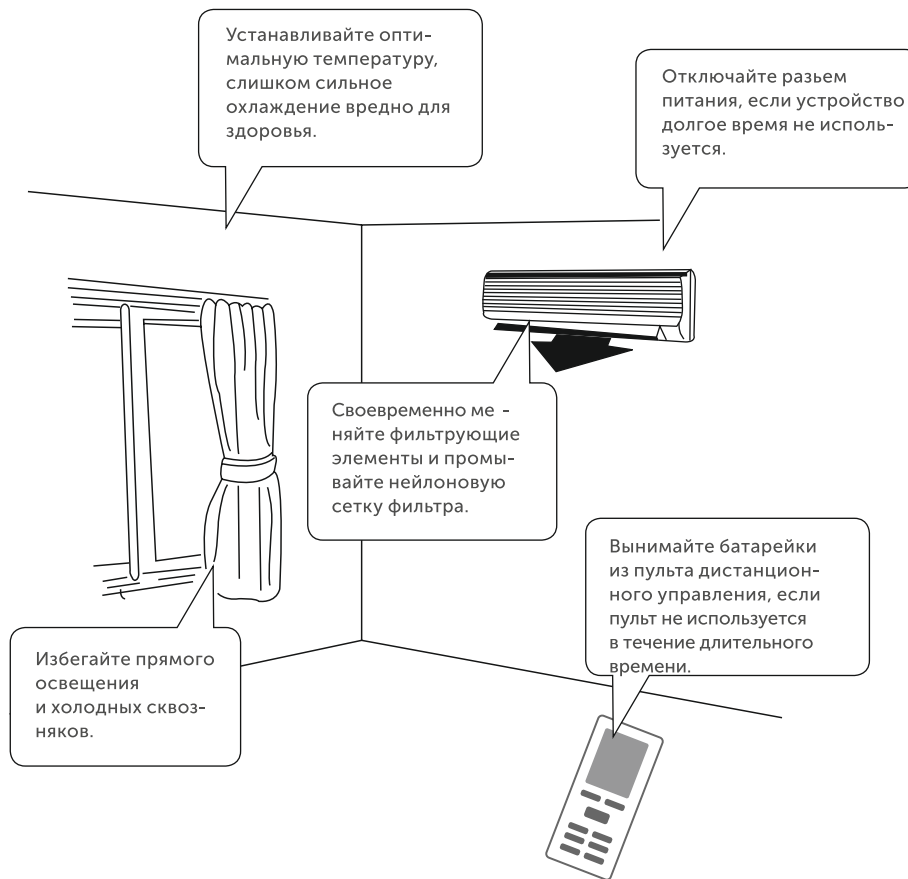 Устанавливайте опти-
мальную температуру,
слишком сильное
охлаждение вредно для
здоровья.
Отключайте разьем
питания, если устройство
долгое время не исполь-
зуется.
Своевременно ме -
няйте фильтрующие
элементы и промы-
вайте нейлоновую
сетку фильтра.
Вынимайте батарейки
из пульта дистанцион-
ного управления, если
пульт не используется
в течение длительного
времени.
Избегайте прямого
освещения
и холодных сквоз-
няков.